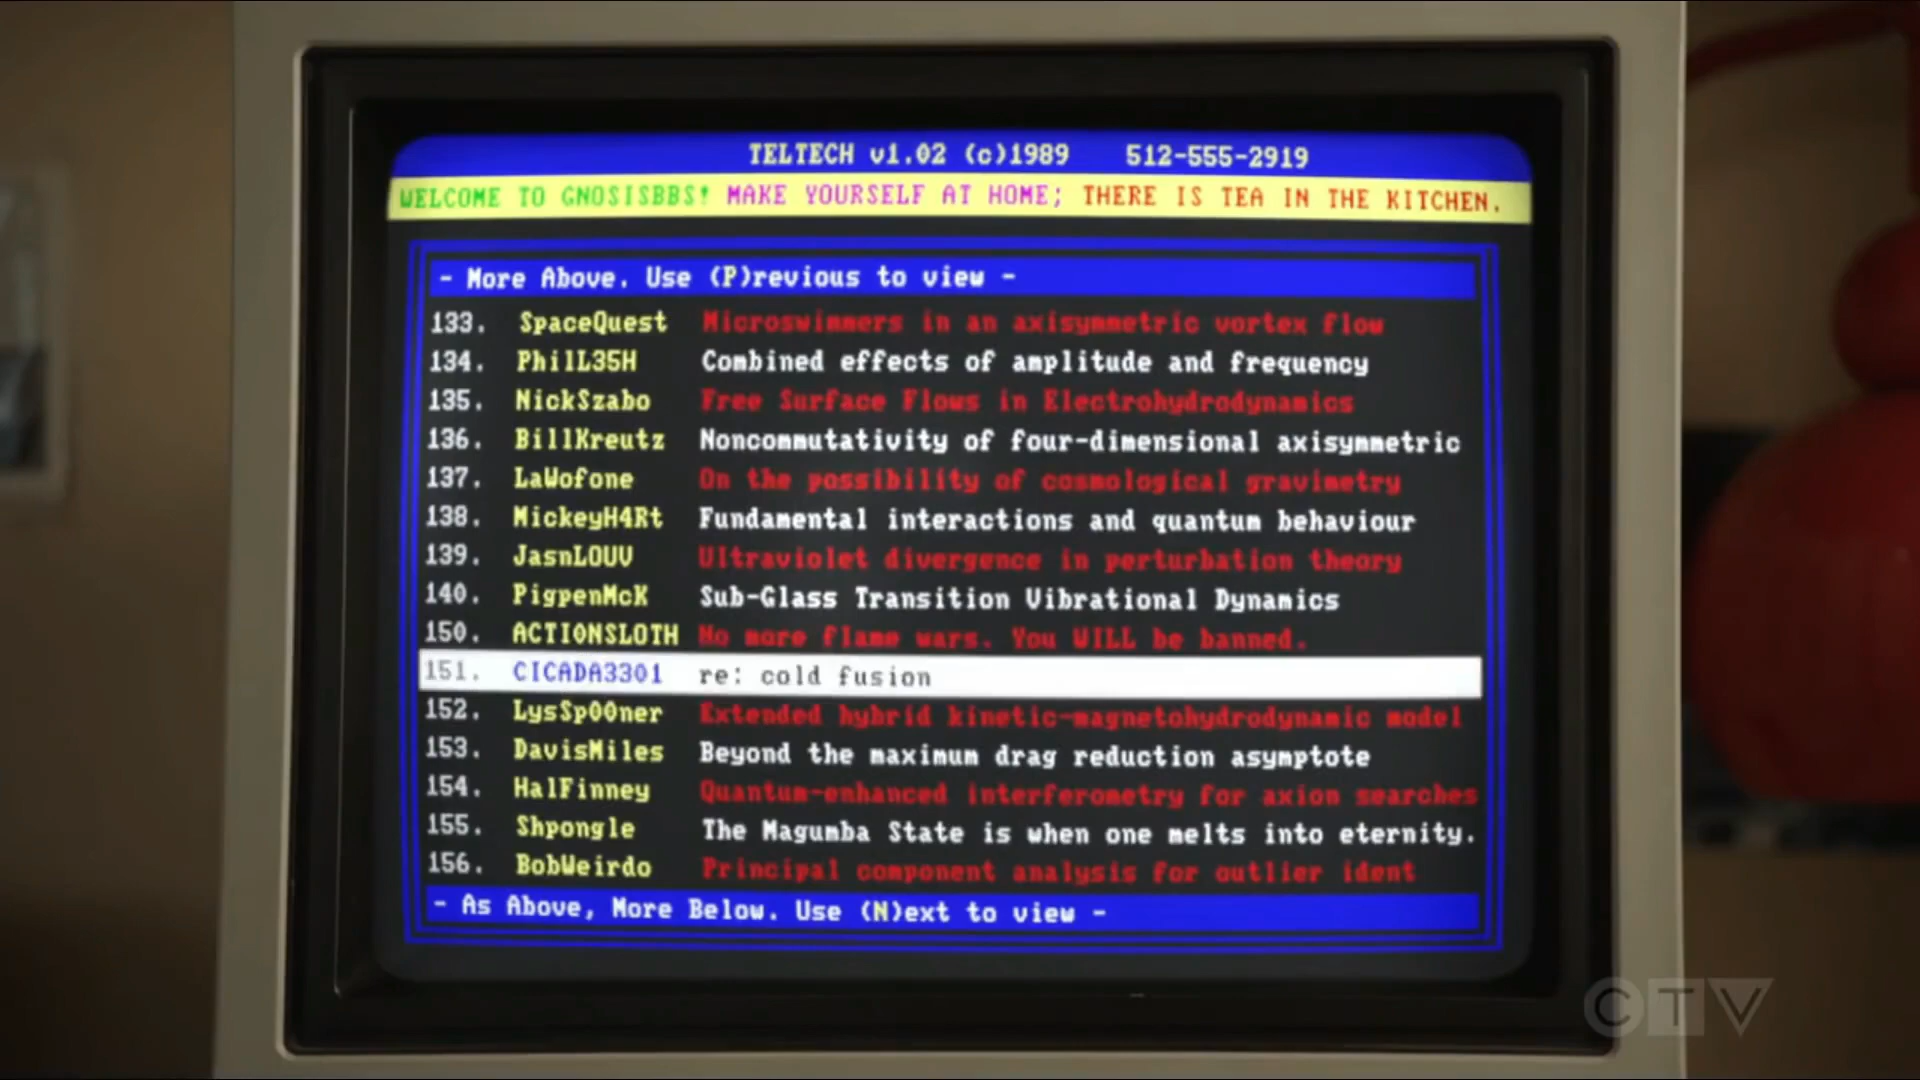 TELTECH v1.02 (c)1989 512-555-2919
WELCOME TO GNOSISBBS! MAKE YOURSELF AT HOME; THERE IS TEA IN THE KITCHEN.
- More Above. Use (P)revious to view -
133. SpaceQuest Microswimmers in an axisymmetric vortex flow
134. PhilL35H Combined effects of amplitude and frequency
135. NickSzabo Free Surface Flows in Electrohydrodynamics
136. BillKreutz Noncommutativity of four-dimensional axisymmetric
137. LaWofone On the possibility of cosmological gravimetry
138. MickeyH4Rt Fundamental interactions and quantum behaviour
139. JasnLOUV Ultraviolet divergence in perturbation theory
140. PigpenMcK Sub-Glass Transition Vibrational Dynamics
150. ACTIONSLOTH No more flame wars. You WILL be banned.
151. CICADA3301 re: cold fusion
152. LysSp00ner Extended hybrid kinetic-magnetohydrodynamic model
153. DavisMiles Beyond the maximum drag reduction asymptote
154. HalFinney Quantum-enhanced interferometry for axion searches
155. Shpongle The Magumba State is when one melts into eternity.
156. BobWeirdo Principal component analysis for outlier ident
- As Above, More Below. Use (N)ext to view -
CTV